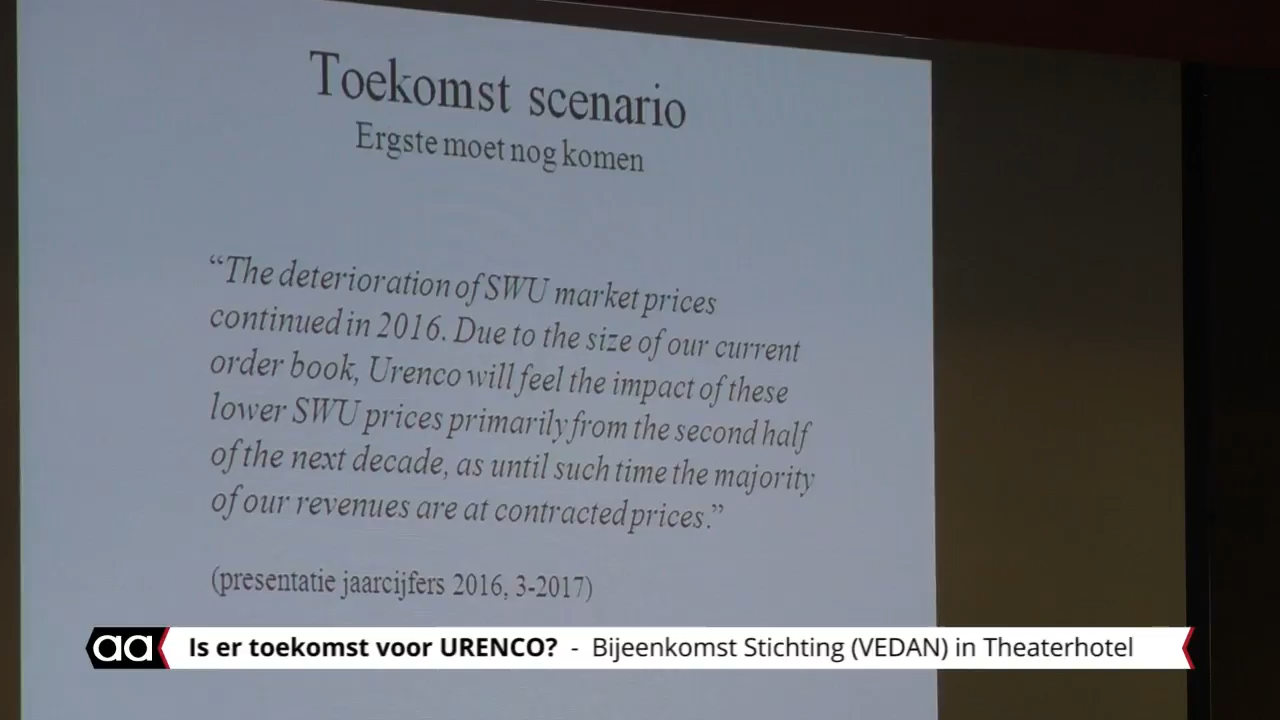 Toekomst scenario
Ergste moet nog komen
“The deterioration of SWU market prices
continued in 2016. Due to the size of our current
order book, Urenco will feel the impact of these
lower SWU prices primarily from the second half
of the next decade, as until such time the majority
of our revenues are at contracted prices.”
(presentatie jaarcijfers 2016, 3-2017)
aa Is er toekomst voor URENCO? - Bijeenkomst Stichting (VEDAN) in Theaterhotel